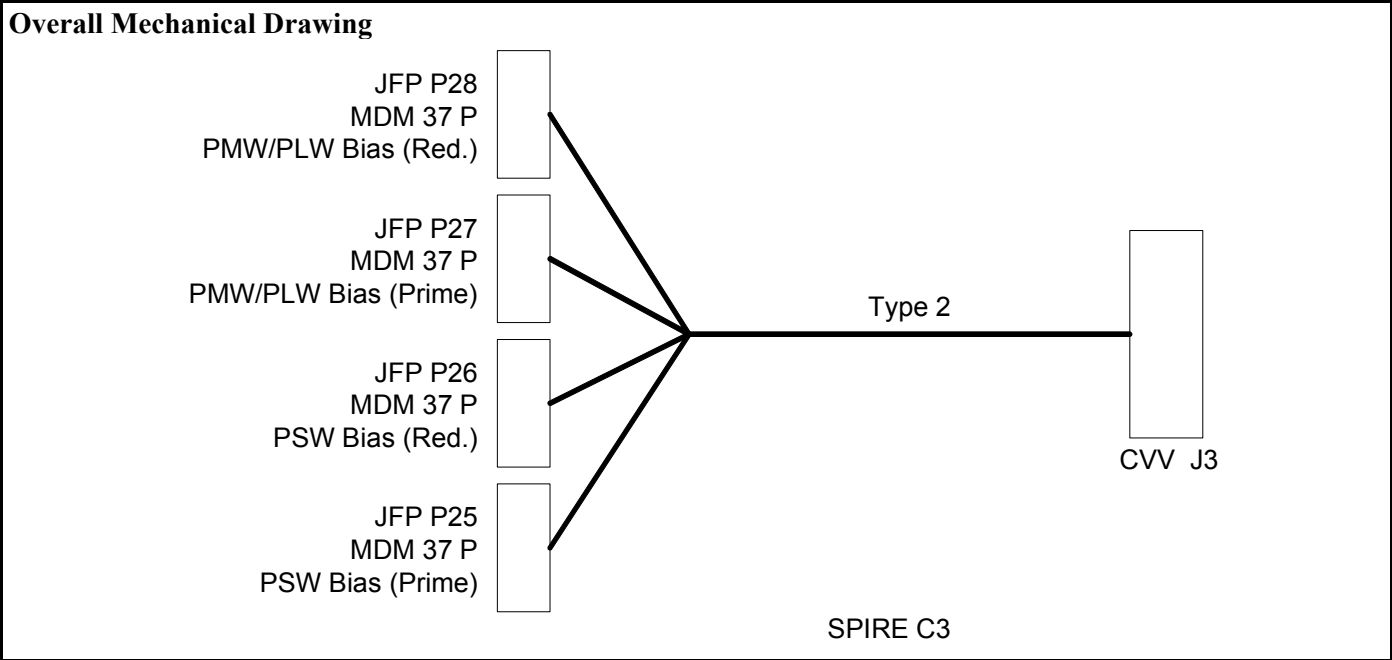 Overall Mechanical Drawing
JFP P28
MDM 37 P
PMW/PLW Bias (Red.)
JFP P27
MDM 37 P
PMW/PLW Bias (Prime)
Type 2
JFP P26
MDM 37 P
PSW Bias (Red.)
CVV J3
JFP P25
MDM 37 P
PSW Bias (Prime)
SPIRE C3